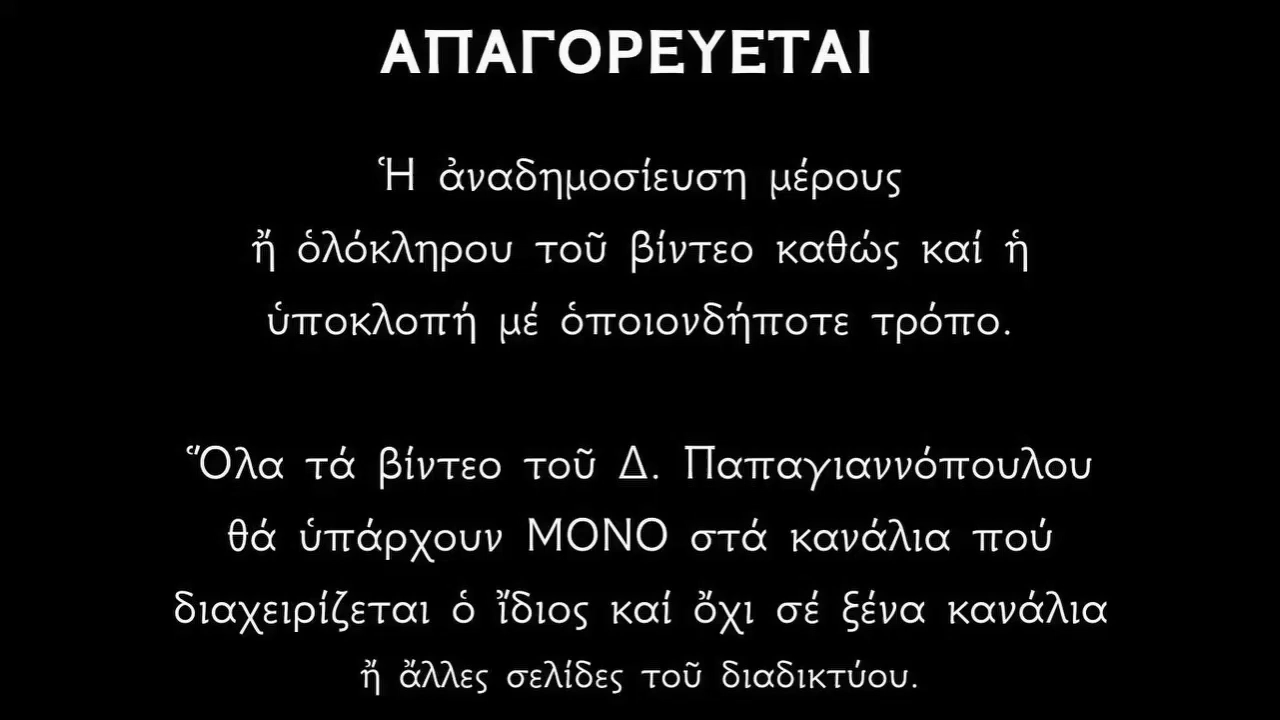 ΑΠΑΓΟΡΕΥΕΤΑΙ
Ἡ ἀναδημοσίευση μέρους
ἤ ὁλόκληρου τοῦ βίντεο καθώς καί ἡ
ὑποκλοπή μέ ὁποιονδήποτε τρόπο.
Ὅλα τά βίντεο τοῦ Δ. Παπαγιαννόπουλου
θά ὑπάρχουν ΜΟΝΟ στά κανάλια πού
διαχειρίζεται ὁ ἴδιος καί ὄχι σέ ξένα κανάλια
ἤ ἄλλες σελίδες τοῦ διαδικτύου.